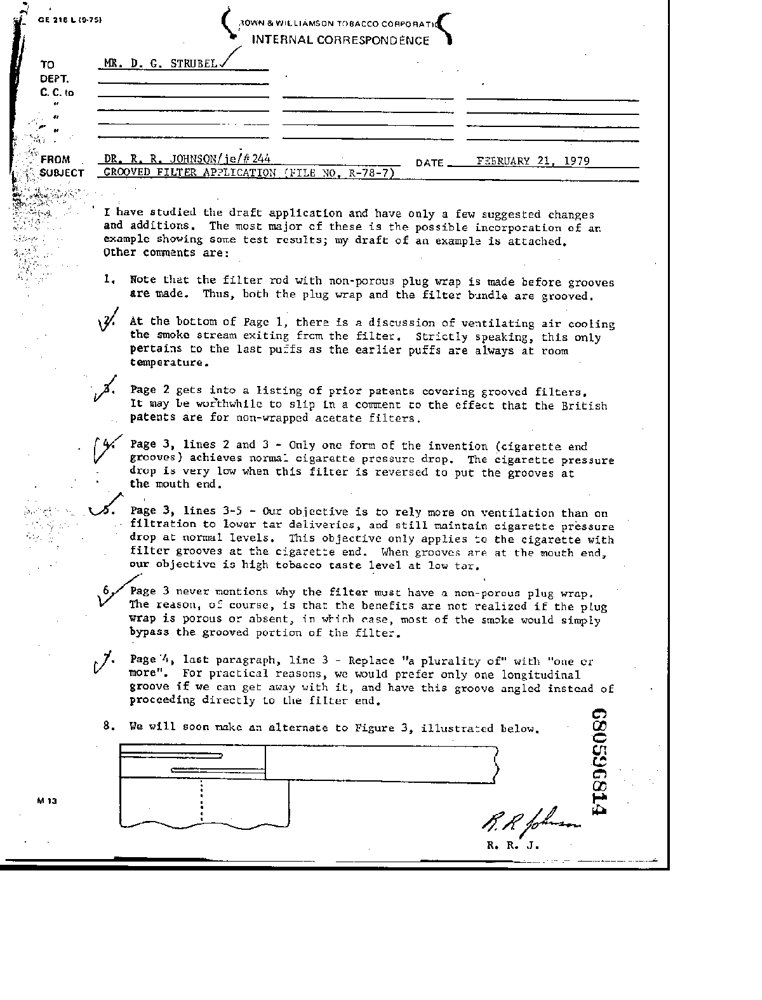 GE 218 L (9-75)
ROWN & WILLIAMSON TOBACCO CORPORATIO
INTERNAL CORRESPONDENCE
TO MR. D. G. STRUBEL
DEPT.
C. C. to
"
"
"
FROM DR. R. R. JOHNSON/je/#244 DATE FEBRUARY 21, 1979
SUBJECT GROOVED FILTER APPLICATION (FILE NO. R-78-7)
I have studied the draft application and have only a few suggested changes
and additions. The most major of these is the possible incorporation of an
example showing some test results; my draft of an example is attached.
Other comments are:
1. Note that the filter rod with non-porous plug wrap is made before grooves
are made. Thus, both the plug wrap and the filter bundle are grooved.
2. At the bottom of Page 1, there is a discussion of ventilating air cooling
the smoke stream exiting from the filter. Strictly speaking, this only
pertains to the last puffs as the earlier puffs are always at room
temperature.
3. Page 2 gets into a listing of prior patents covering grooved filters.
It may be worthwhile to slip in a comment to the effect that the British
patents are for non-wrapped acetate filters.
4. Page 3, lines 2 and 3 - Only one form of the invention (cigarette end
grooves) achieves normal cigarette pressure drop. The cigarette pressure
drop is very low when this filter is reversed to put the grooves at
the mouth end.
5. Page 3, lines 3-5 - Our objective is to rely more on ventilation than on
filtration to lower tar deliveries, and still maintain cigarette pressure
drop at normal levels. This objective only applies to the cigarette with
filter grooves at the cigarette end. When grooves are at the mouth end,
our objective is high tobacco taste level at low tar.
6. Page 3 never mentions why the filter must have a non-porous plug wrap.
The reason, of course, is that the benefits are not realized if the plug
wrap is porous or absent, in which case, most of the smoke would simply
bypass the grooved portion of the filter.
7. Page 4, last paragraph, line 3 - Replace "a plurality of" with "one or
more". For practical reasons, we would prefer only one longitudinal
groove if we can get away with it, and have this groove angled instead of
proceeding directly to the filter end.
8. We will soon make an alternate to Figure 3, illustrated below.
680596814
M 13
R. R Johnson
R. R. J.